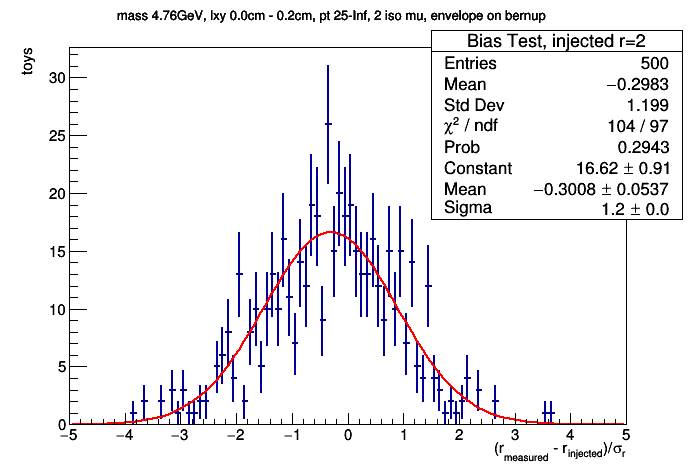 mass 4.76GeV, lxy 0.0cm - 0.2cm, pt 25-Inf, 2 iso mu, envelope on bernup
Bias Test, injected r=2
Entries 500
Mean −0.2983
Std Dev 1.199
χ² / ndf 104 / 97
Prob 0.2943
Constant 16.62 ± 0.91
Mean −0.3008 ± 0.0537
Sigma 1.2 ± 0.0
toys
30
25
20
15
10
5
0
−5 −4 −3 −2 −1 0 1 2 3 4 5
(r_measured - r_injected)/σ_r